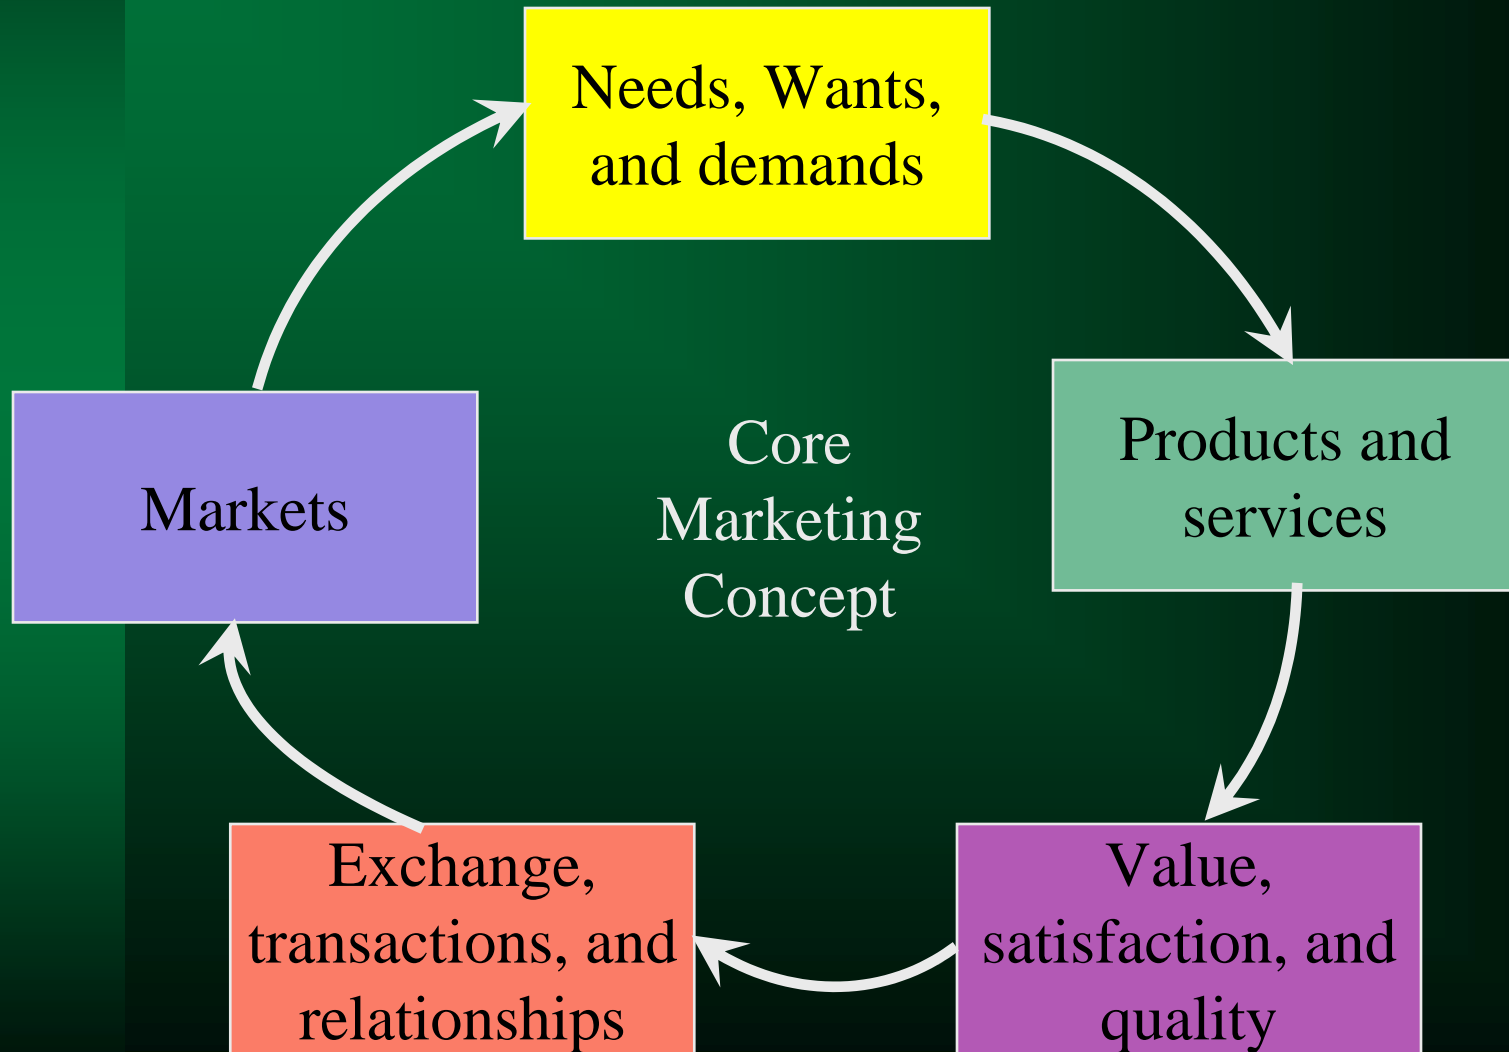 Needs, Wants,
and demands
Products and
services
Value,
satisfaction, and
quality
Exchange,
transactions, and
relationships
Markets
Core
Marketing
Concept